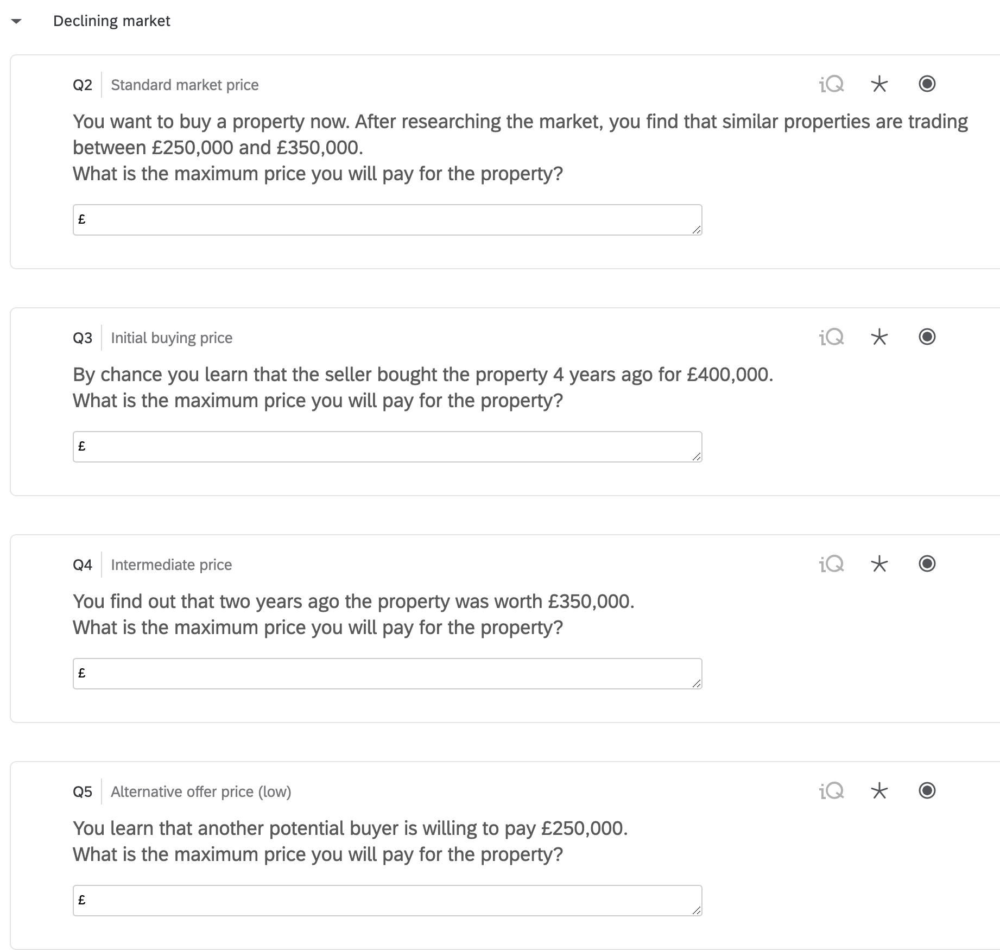 Declining market
Q2 Standard market price iQ
You want to buy a property now. After researching the market, you find that similar properties are trading
between £250,000 and £350,000.
What is the maximum price you will pay for the property?
£
Q3 Initial buying price iQ
By chance you learn that the seller bought the property 4 years ago for £400,000.
What is the maximum price you will pay for the property?
£
Q4 Intermediate price iQ
You find out that two years ago the property was worth £350,000.
What is the maximum price you will pay for the property?
£
Q5 Alternative offer price (low) iQ
You learn that another potential buyer is willing to pay £250,000.
What is the maximum price you will pay for the property?
£